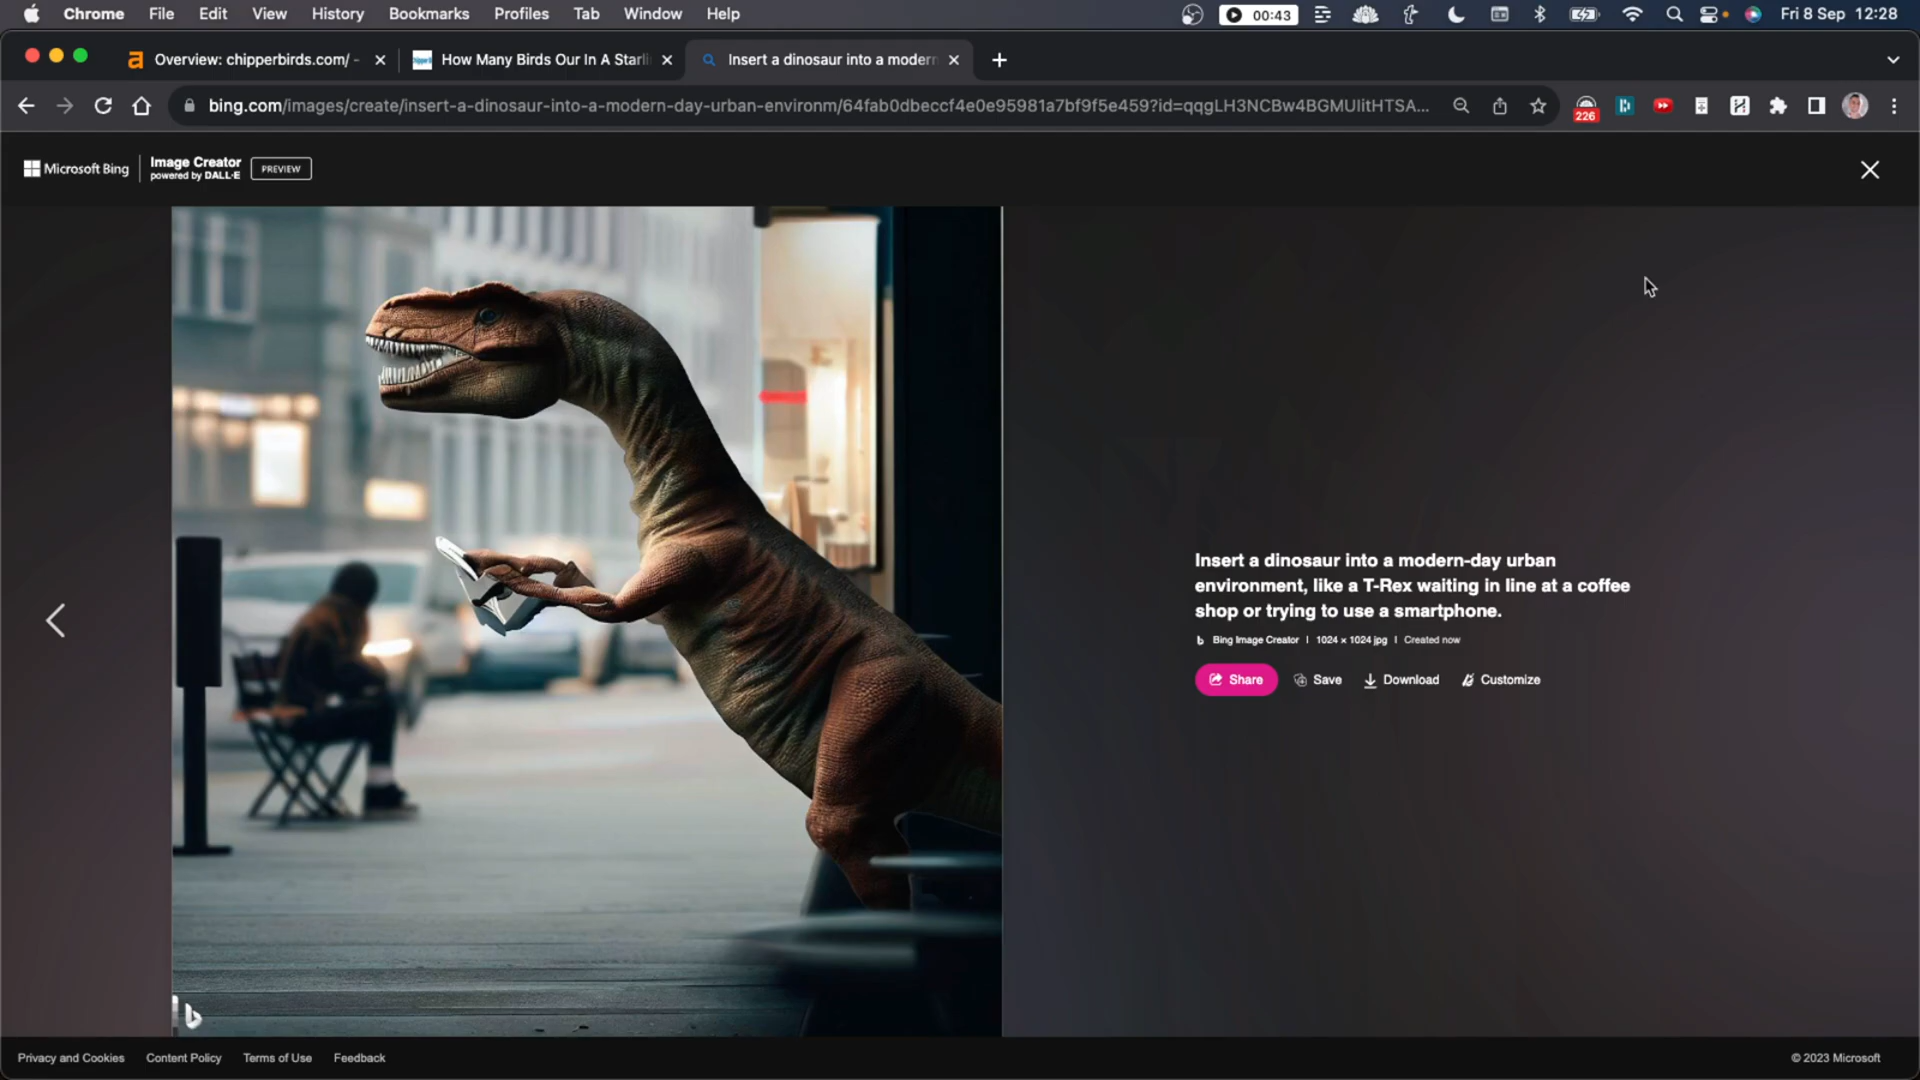 Chrome File Edit View History Bookmarks Profiles Tab Window Help 00:43 Fri 8 Sep 12:28
Overview: chipperbirds.com/ - How Many Birds Our In A Starli Insert a dinosaur into a modern
bing.com/images/create/insert-a-dinosaur-into-a-modern-day-urban-environm/64fab0dbeccf4e0e95981a7bf9f5e459?id=qqgLH3NCBw4BGMUIitHTSA... 226
Microsoft Bing Image Creator PREVIEW
powered by DALL·E
Insert a dinosaur into a modern-day urban
environment, like a T-Rex waiting in line at a coffee
shop or trying to use a smartphone.
Bing Image Creator | 1024 × 1024 jpg | Created now
Share Save Download Customize
Privacy and Cookies Content Policy Terms of Use Feedback © 2023 Microsoft